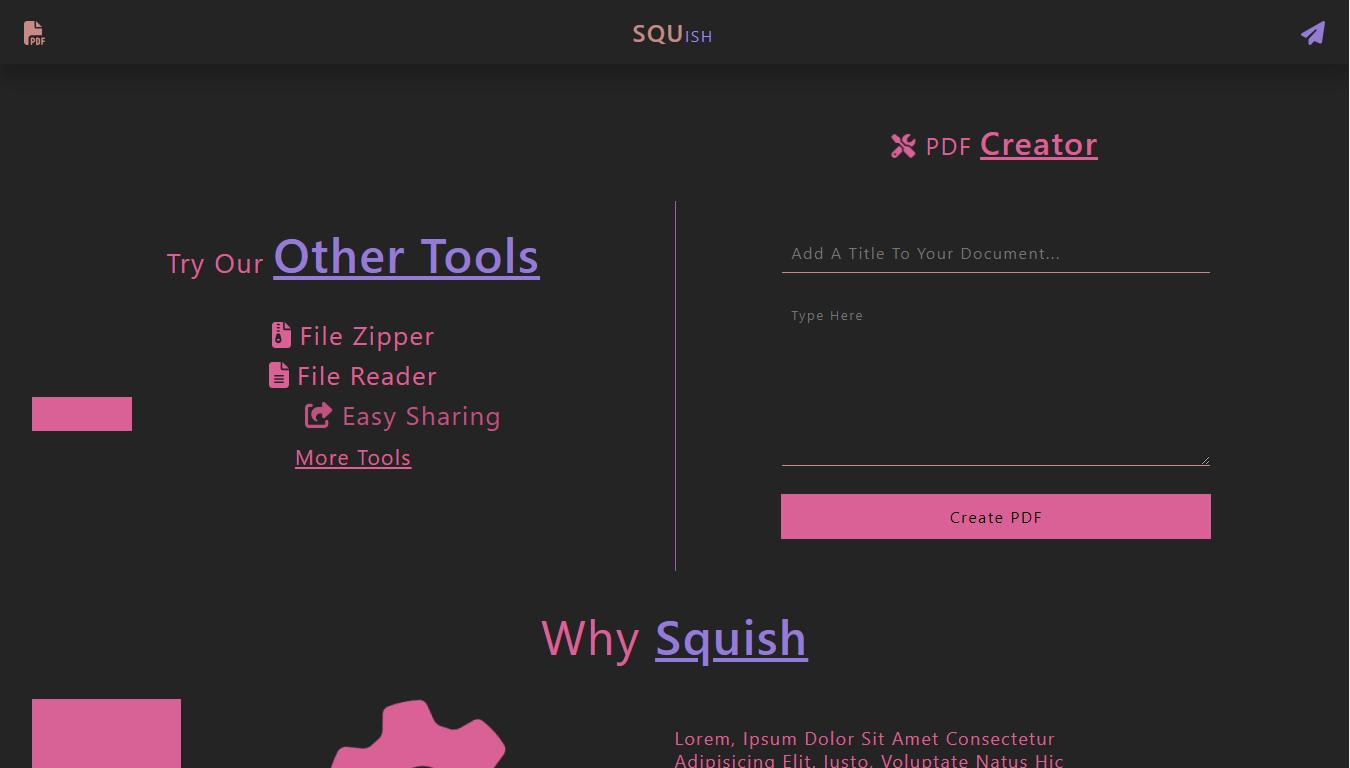 PDF
SQUISH
PDF Creator
Try Our Other Tools
Add A Title To Your Document...
Type Here
File Zipper
File Reader
Easy Sharing
More Tools
Create PDF
Why Squish
Lorem, Ipsum Dolor Sit Amet Consectetur
Adipisicing Elit. Iusto, Voluptate Natus Hic